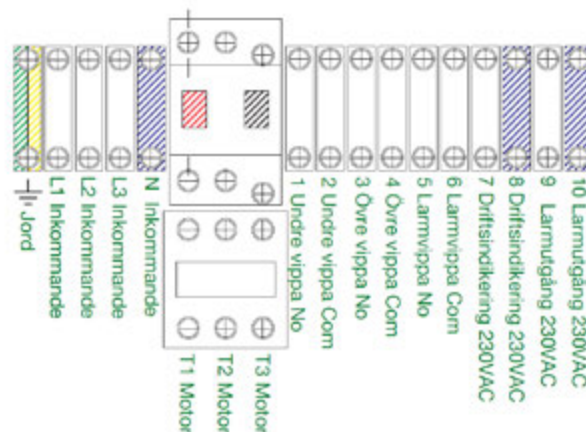 Jord
L1 Inkommande
L2 Inkommande
L3 Inkommande
N Inkommande
T1 Motor
T2 Motor
T3 Motor
1 Undre vippa No
2 Undre vippa Com
3 Övre vippa No
4 Övre vippa Com
5 Larmvippa No
6 Larmvippa Com
7 Driftsindikering 230VAC
8 Driftsindikering 230VAC
9 Larmutgång 230VAC
10 Larmutgång 230VAC